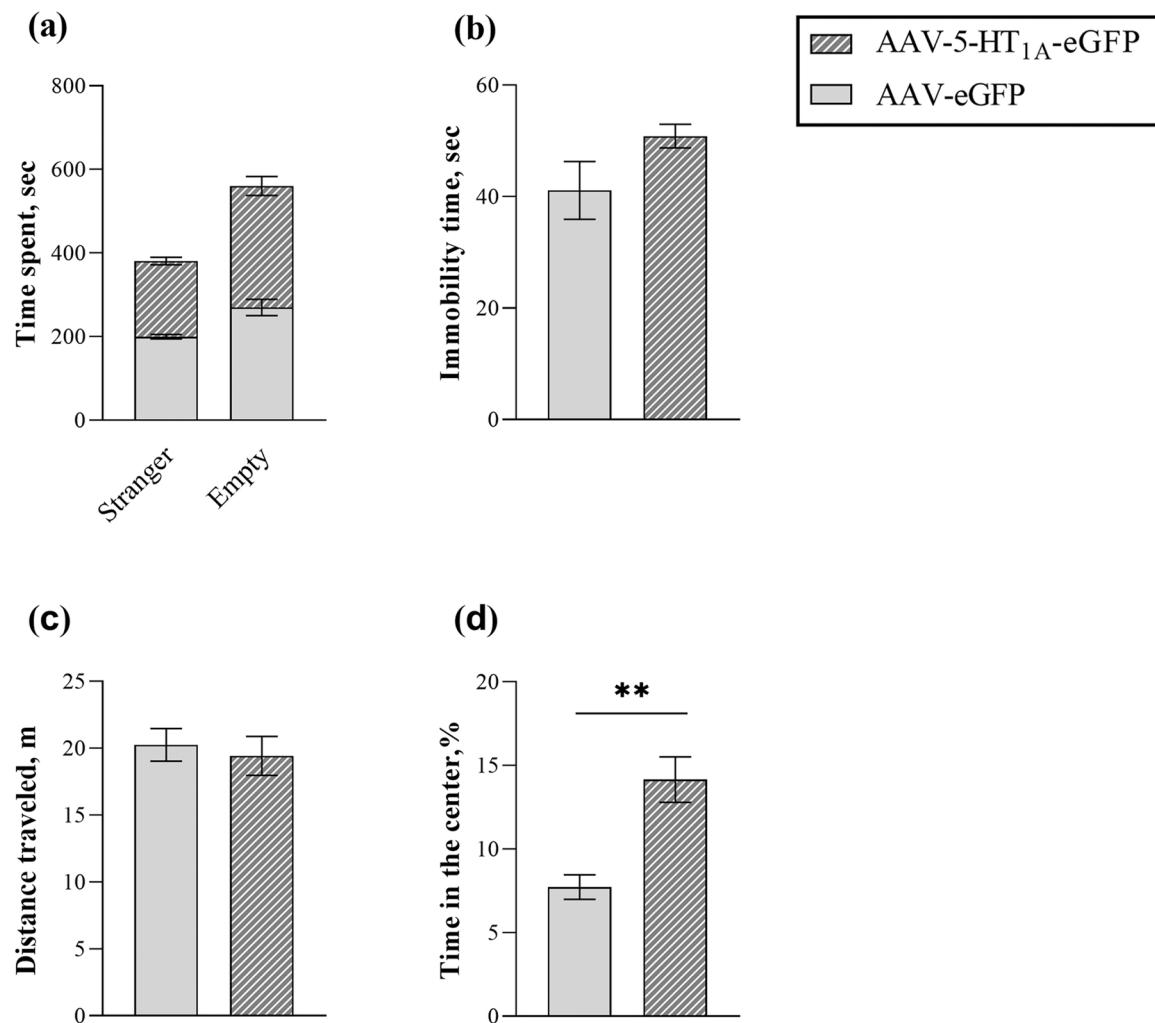 (a)
800
600
400
200
0
Time spent, sec
Stranger
Empty
(b)
60
40
20
0
Immobility time, sec
AAV-5-HT1A-eGFP
AAV-eGFP
(c)
25
20
15
10
5
0
Distance traveled, m
(d)
20
15
10
5
0
Time in the center,%
**